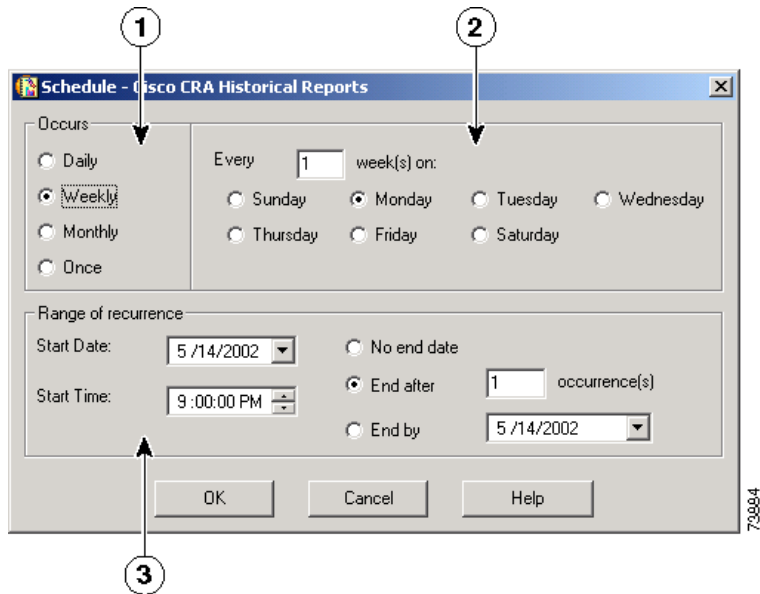 1
2
Schedule - Cisco CRA Historical Reports
Occurs
Daily
Weekly
Monthly
Once
Every 1 week(s) on:
Sunday Monday Tuesday Wednesday
Thursday Friday Saturday
Range of recurrence
Start Date: 5 /14/2002
Start Time: 9 :00:00 PM
No end date
End after 1 occurrence(s)
End by 5 /14/2002
OK Cancel Help
73884
3